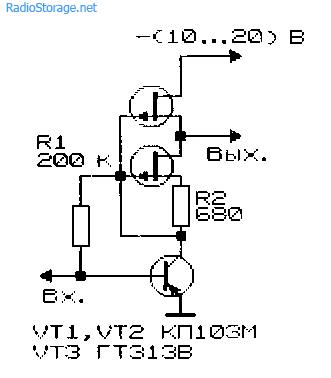 RadioStorage.net
-(10...20) В
Вых.
R1
200 К
R2
680
Вх.
VT1,VT2 КП103М
VT3 ГТ313В